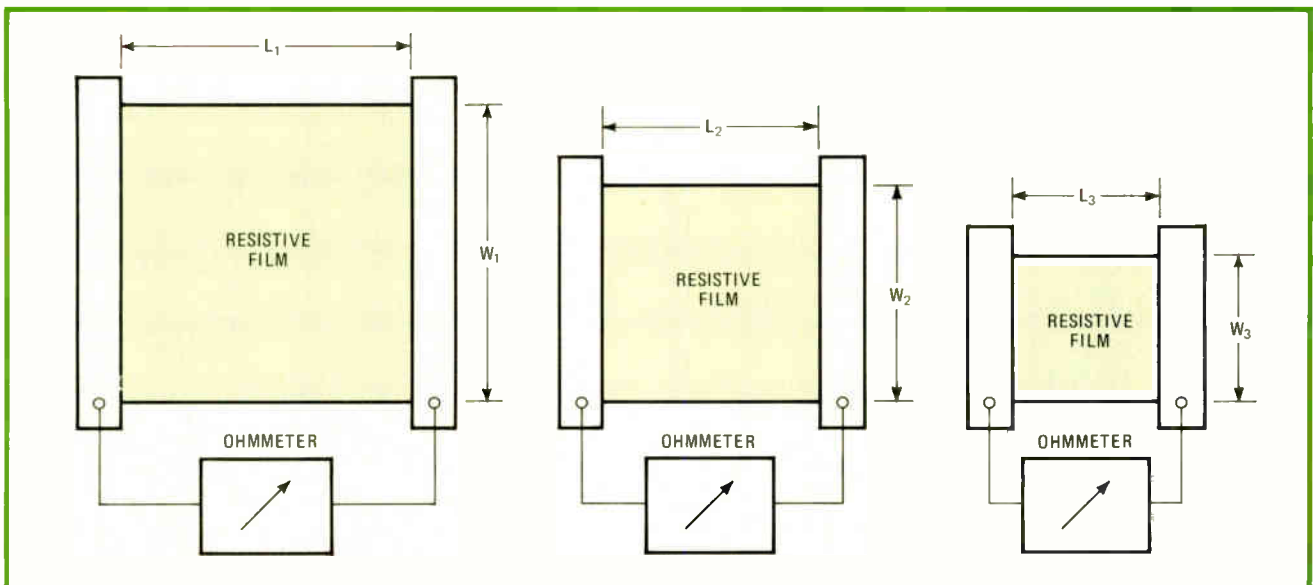 L₁
RESISTIVE
FILM
W₁
OHMMETER
L₂
RESISTIVE
FILM
W₂
OHMMETER
L₃
RESISTIVE
FILM
W₃
OHMMETER